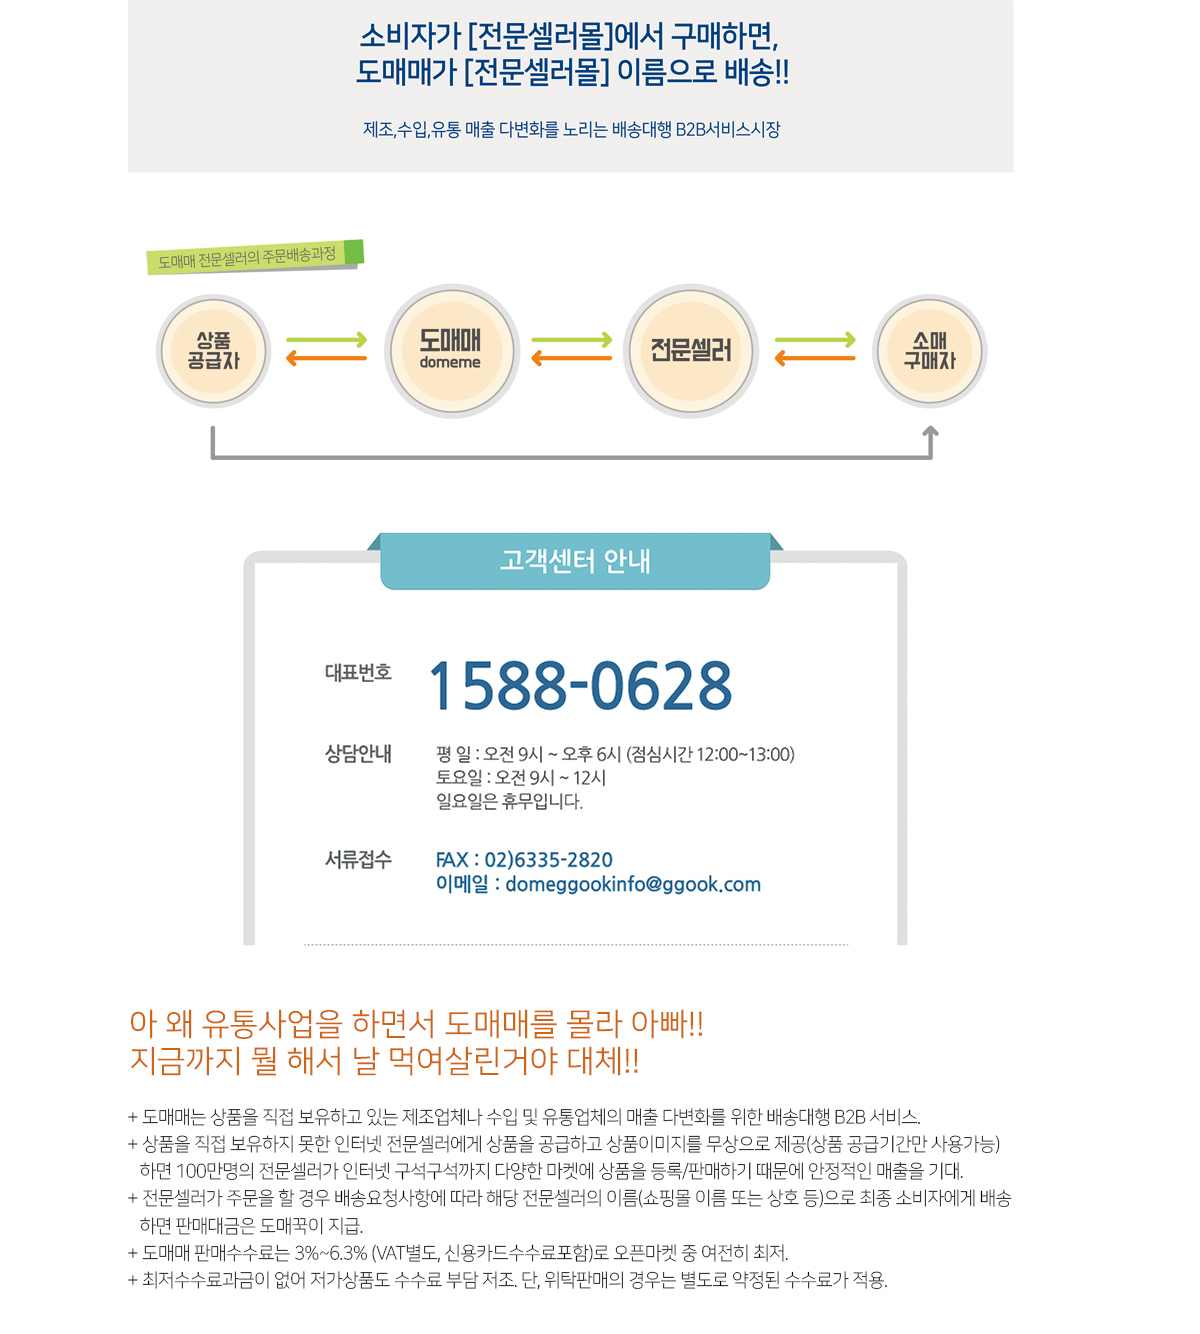 소비자가 [전문셀러몰]에서 구매하면,
도매매가 [전문셀러몰] 이름으로 배송!!
제조,수입,유통 매출 다변화를 노리는 배송대행 B2B서비스시장
도매매 전문셀러의 주문배송과정
상품
공급자
도매매
domeme
전문셀러
소매
구매자
고객센터 안내
대표번호 1588-0628
상담안내 평 일 : 오전 9시 ~ 오후 6시 (점심시간 12:00~13:00)
토요일 : 오전 9시 ~ 12시
일요일은 휴무입니다.
서류접수 FAX : 02)6335-2820
이메일 : domeggookinfo@ggook.com
아 왜 유통사업을 하면서 도매매를 몰라 아빠!!
지금까지 뭘 해서 날 먹여살린거야 대체!!
+ 도매매는 상품을 직접 보유하고 있는 제조업체나 수입 및 유통업체의 매출 다변화를 위한 배송대행 B2B 서비스.
+ 상품을 직접 보유하지 못한 인터넷 전문셀러에게 상품을 공급하고 상품이미지를 무상으로 제공(상품 공급기간만 사용가능)
하면 100만명의 전문셀러가 인터넷 구석구석까지 다양한 마켓에 상품을 등록/판매하기 때문에 안정적인 매출을 기대.
+ 전문셀러가 주문을 할 경우 배송요청사항에 따라 해당 전문셀러의 이름(쇼핑몰 이름 또는 상호 등)으로 최종 소비자에게 배송
하면 판매대금은 도매꾹이 지급.
+ 도매매 판매수수료는 3%~6.3% (VAT별도, 신용카드수수료포함)로 오픈마켓 중 여전히 최저.
+ 최저수수료과금이 없어 저가상품도 수수료 부담 저조. 단, 위탁판매의 경우는 별도로 약정된 수수료가 적용.